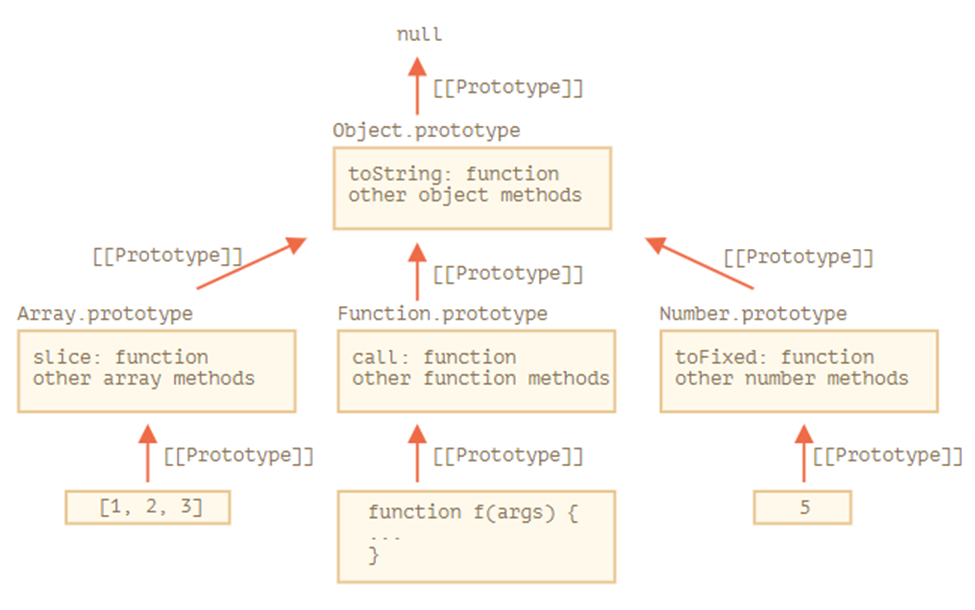 null
[[Prototype]]
Object.prototype
toString: function
other object methods
[[Prototype]]
[[Prototype]]
[[Prototype]]
Array.prototype
slice: function
other array methods
Function.prototype
call: function
other function methods
Number.prototype
toFixed: function
other number methods
[[Prototype]]
[[Prototype]]
[[Prototype]]
[1, 2, 3]
function f(args) {
...
}
5